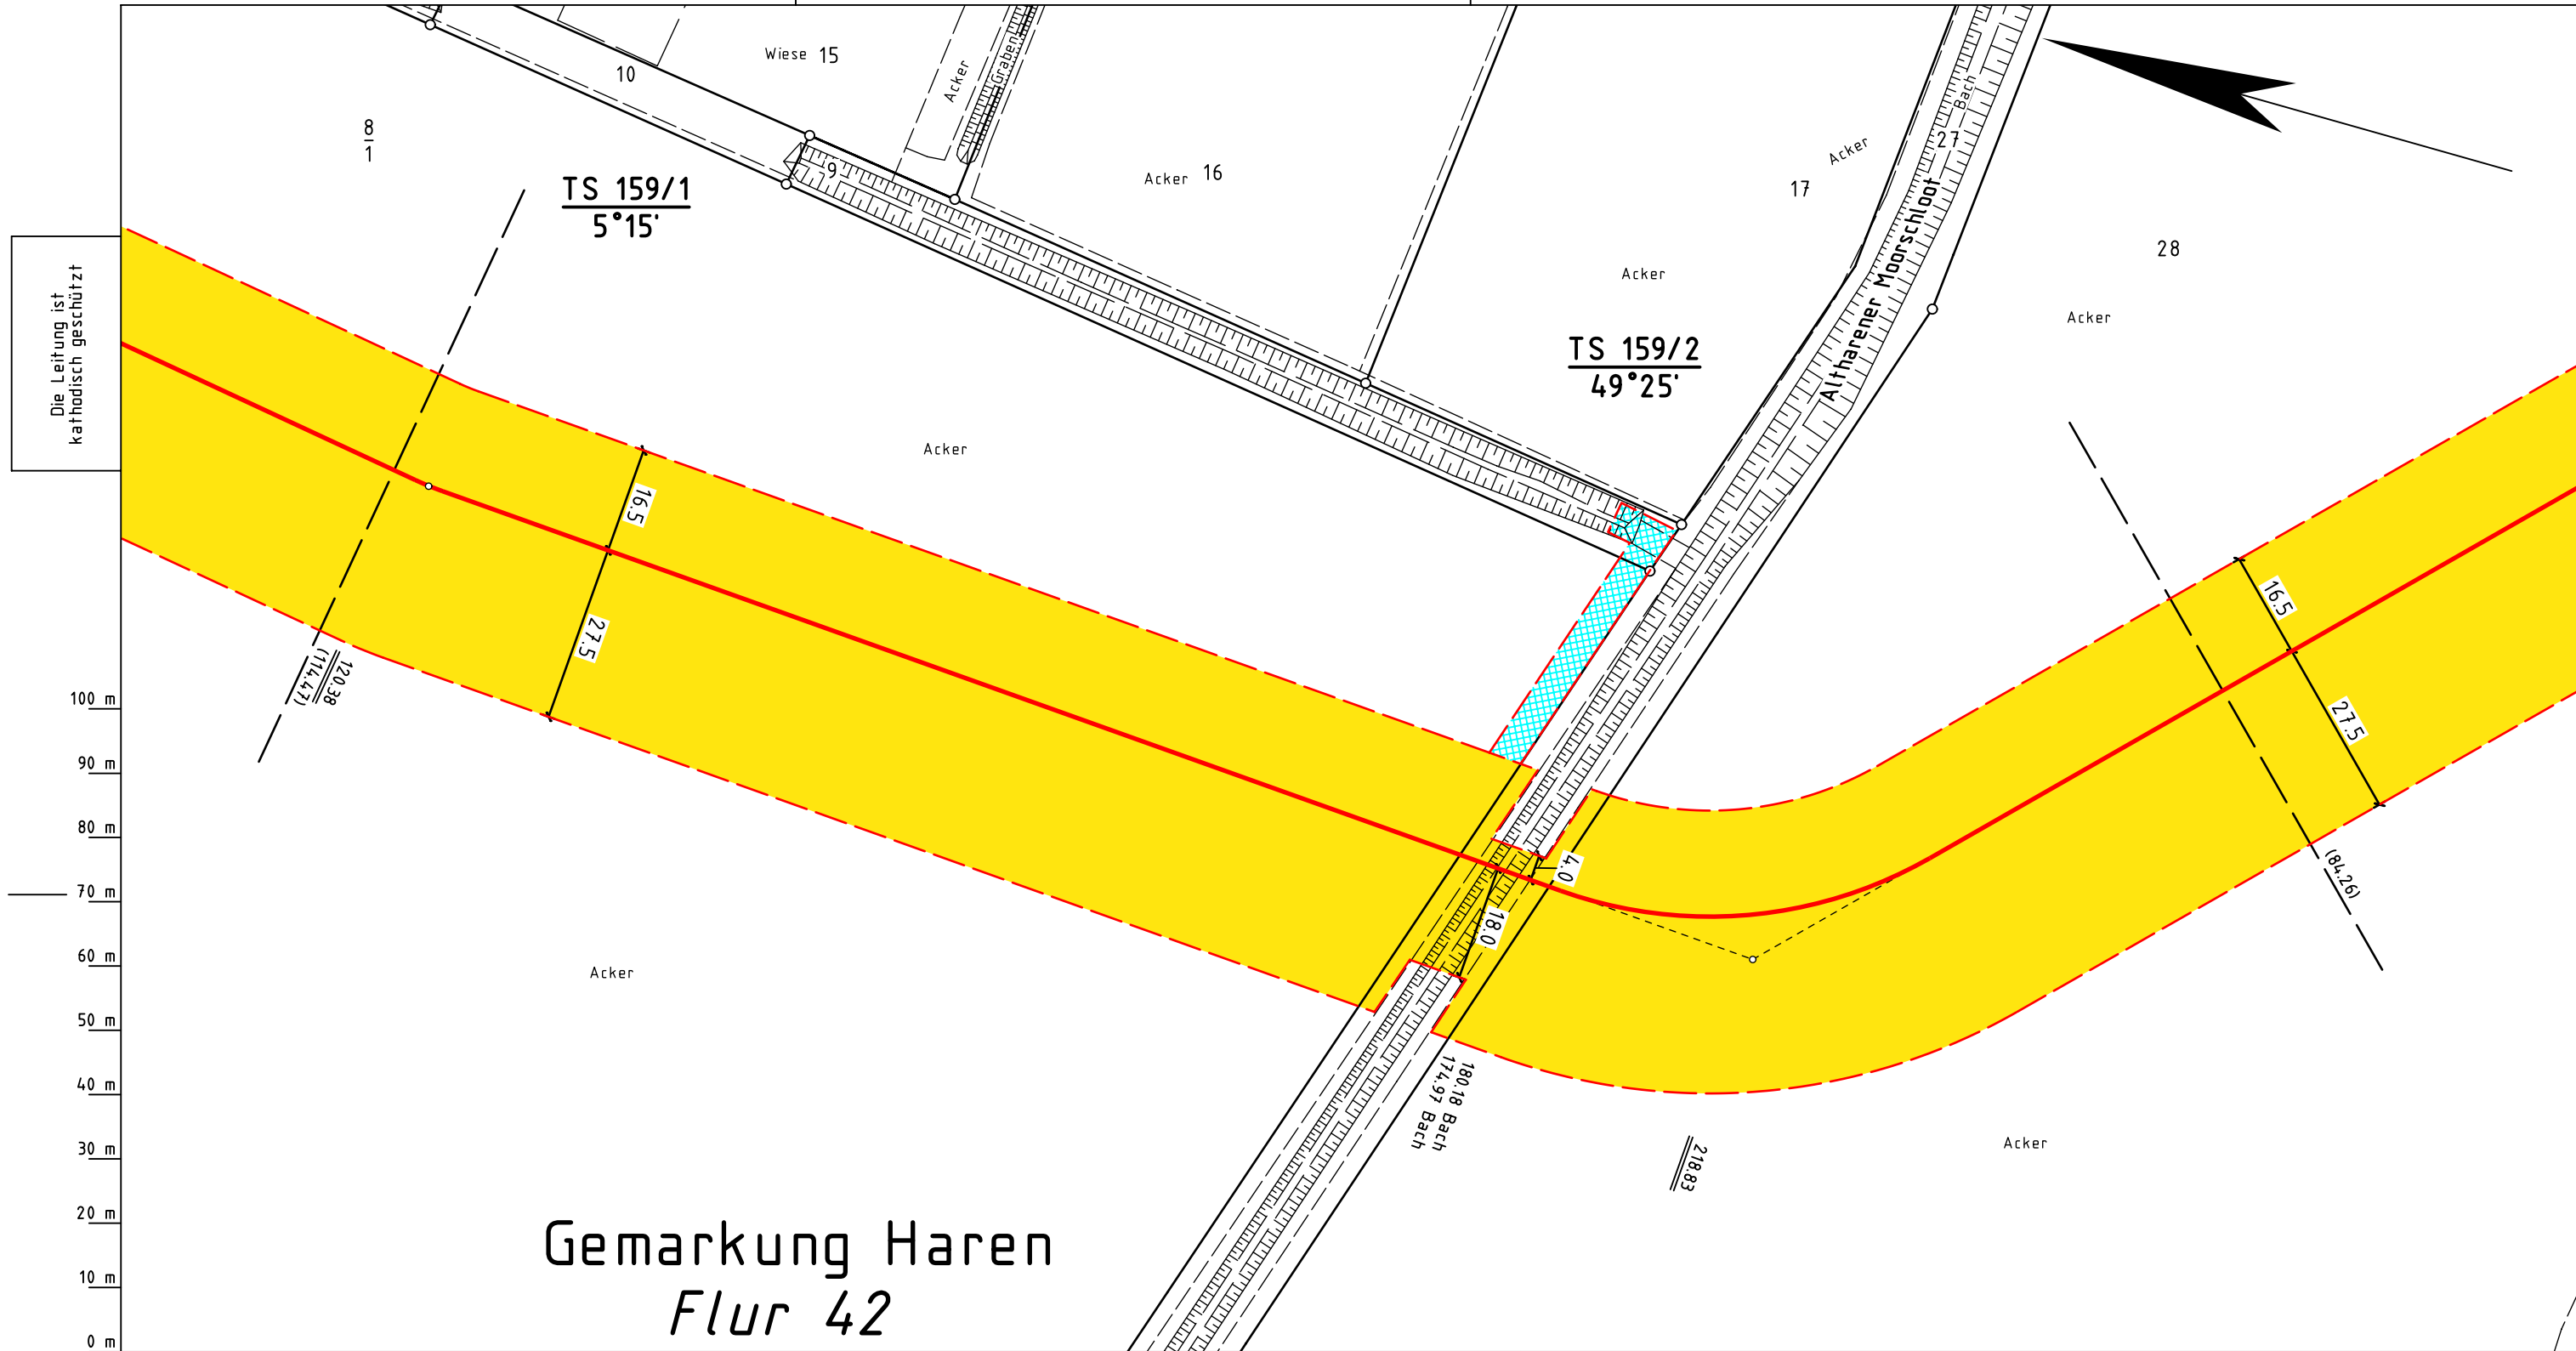 Wiese 15
10
Acker
Graben
8
1
9
TS 159/1
5°15'
Acker 16
Acker
17
Bach
27
Altharener Moorschloot
28
Acker
Acker
TS 159/2
49°25'
Die Leitung ist
kathodisch geschützt
Acker
16.5
27.5
120.38
(114.47)
16.5
27.5
(84.26)
4.0
18.0
180.18 Bach
174.97 Bach
218.83
Acker
Acker
100 m
90 m
80 m
70 m
60 m
50 m
40 m
30 m
20 m
10 m
0 m
Gemarkung Haren
Flur 42